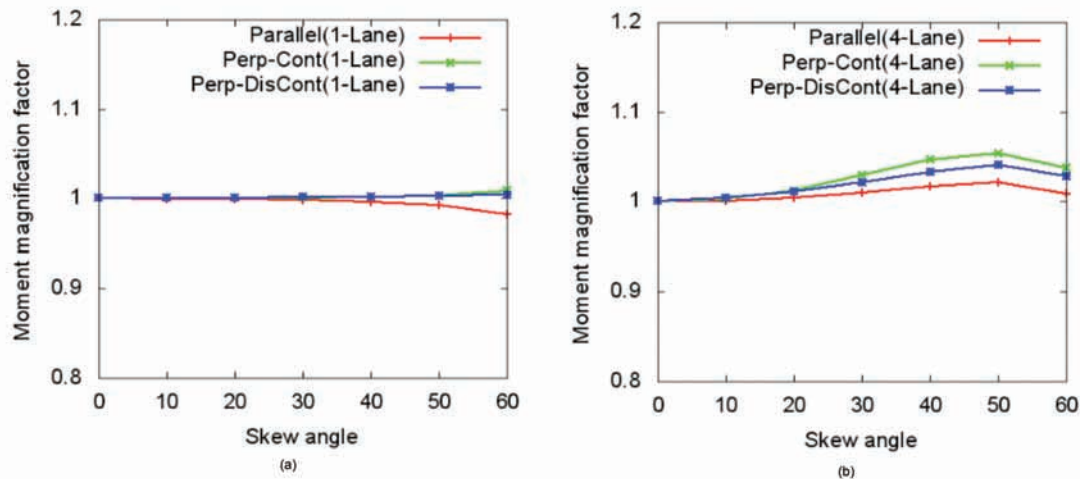 1.2
1.1
1
0.9
0.8
Moment magnification factor
Parallel(1-Lane)
Perp-Cont(1-Lane)
Perp-DisCont(1-Lane)
0 10 20 30 40 50 60
Skew angle
(a)
1.2
1.1
1
0.9
0.8
Moment magnification factor
Parallel(4-Lane)
Perp-Cont(4-Lane)
Perp-DisCont(4-Lane)
0 10 20 30 40 50 60
Skew angle
(b)